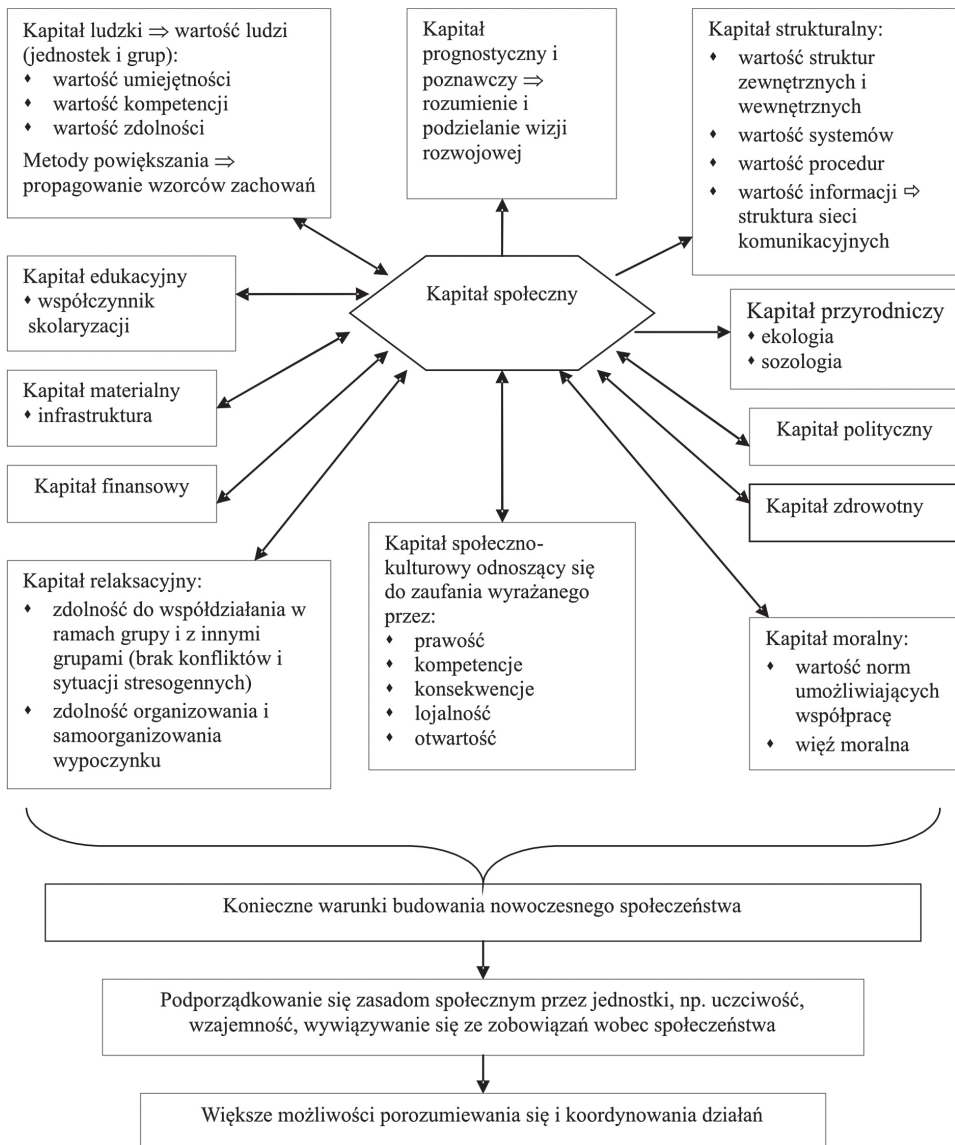 Kapitał ludzki ⇒ wartość ludzi
(jednostek i grup):
♦ wartość umiejętności
♦ wartość kompetencji
♦ wartość zdolności
Metody powiększania ⇒
propagowanie wzorców zachowań
Kapitał
prognostyczny i
poznawczy ⇒
rozumienie i
podzielanie wizji
rozwojowej
Kapitał strukturalny:
♦ wartość struktur
zewnętrznych i
wewnętrznych
♦ wartość systemów
♦ wartość procedur
♦ wartość informacji ⇨
struktura sieci
komunikacyjnych
Kapitał edukacyjny
♦ współczynnik
skolaryzacji
Kapitał społeczny
Kapitał przyrodniczy
♦ ekologia
♦ sozologia
Kapitał materialny
♦ infrastruktura
Kapitał polityczny
Kapitał finansowy
Kapitał zdrowotny
Kapitał relaksacyjny:
♦ zdolność do współdziałania w
ramach grupy i z innymi
grupami (brak konfliktów i
sytuacji stresogennych)
♦ zdolność organizowania i
samoorganizowania
wypoczynku
Kapitał społeczno-
kulturowy odnoszący się
do zaufania wyrażanego
przez:
♦ prawość
♦ kompetencje
♦ konsekwencje
♦ lojalność
♦ otwartość
Kapitał moralny:
♦ wartość norm
umożliwiających
współpracę
♦ więź moralna
Konieczne warunki budowania nowoczesnego społeczeństwa
Podporządkowanie się zasadom społecznym przez jednostki, np. uczciwość,
wzajemność, wywiązywanie się ze zobowiązań wobec społeczeństwa
Większe możliwości porozumiewania się i koordynowania działań